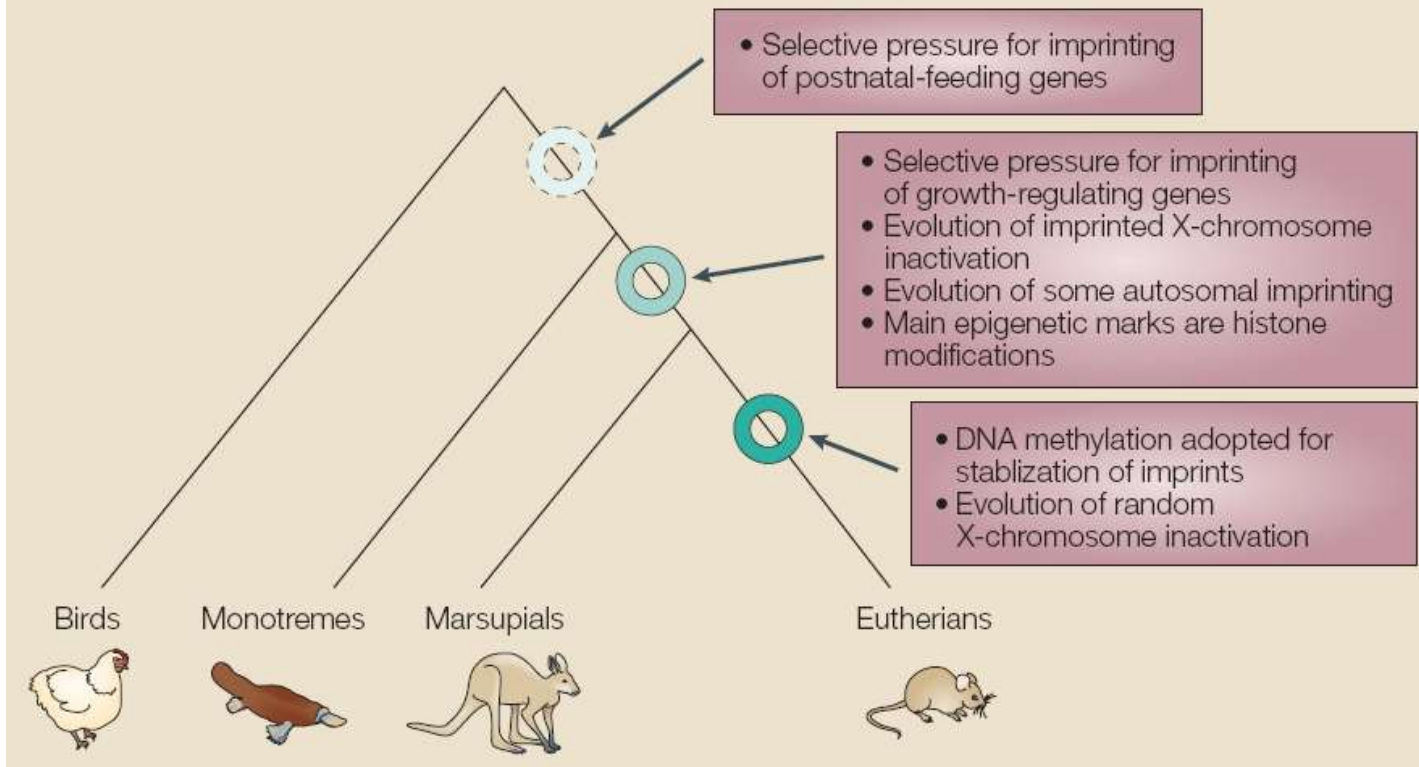 • Selective pressure for imprinting
of postnatal-feeding genes
• Selective pressure for imprinting
of growth-regulating genes
• Evolution of imprinted X-chromosome
inactivation
• Evolution of some autosomal imprinting
• Main epigenetic marks are histone
modifications
• DNA methylation adopted for
stablization of imprints
• Evolution of random
X-chromosome inactivation
Birds
Monotremes
Marsupials
Eutherians